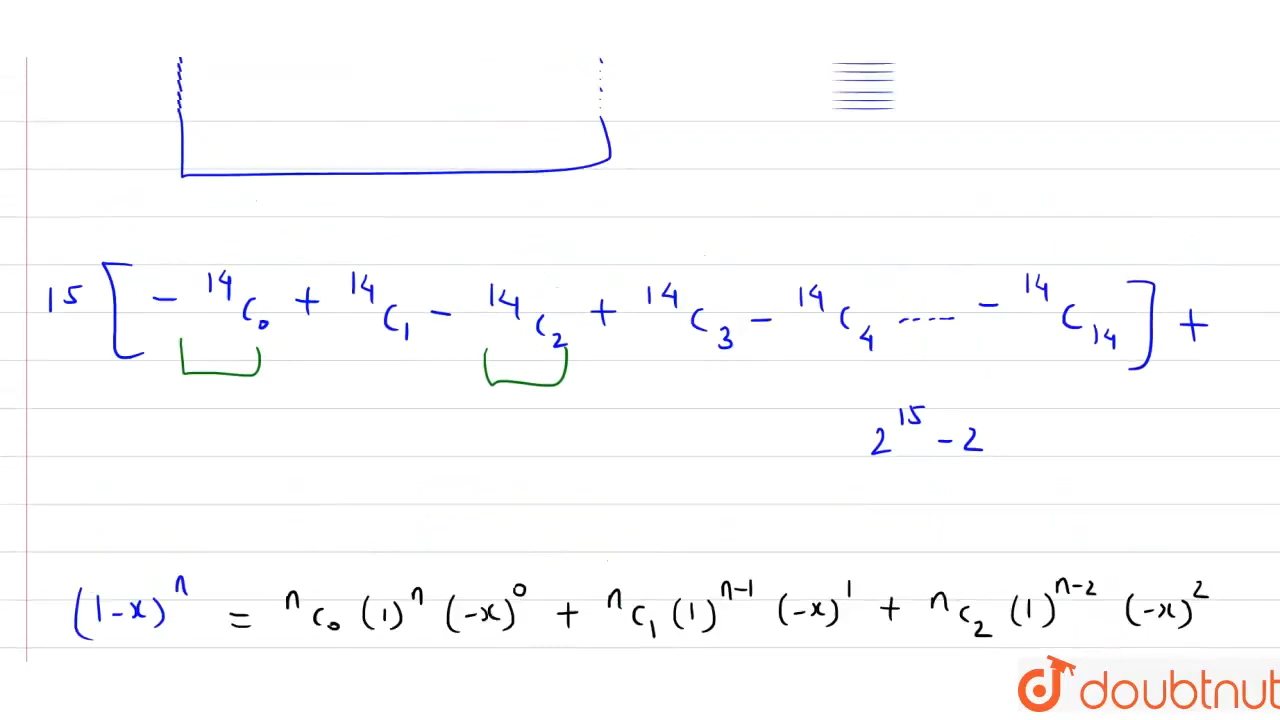 15 [ - ¹⁴C₀ + ¹⁴C₁ - ¹⁴C₂ + ¹⁴C₃ - ¹⁴C₄ ..... - ¹⁴C₁₄ ] +
2¹⁵ - 2
(1-x)ⁿ = ⁿC₀ (1)ⁿ (-x)⁰ + ⁿC₁ (1)ⁿ⁻¹ (-x)¹ + ⁿC₂ (1)ⁿ⁻² (-x)²
doubtnut